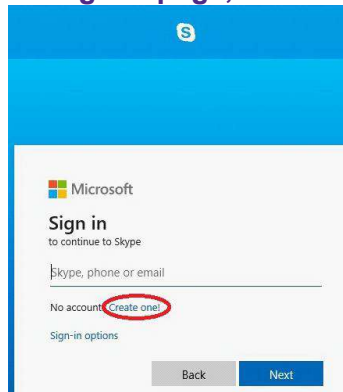 S
Microsoft
Sign in
to continue to Skype
Skype, phone or email
No account? Create one!
Sign-in options
Back Next